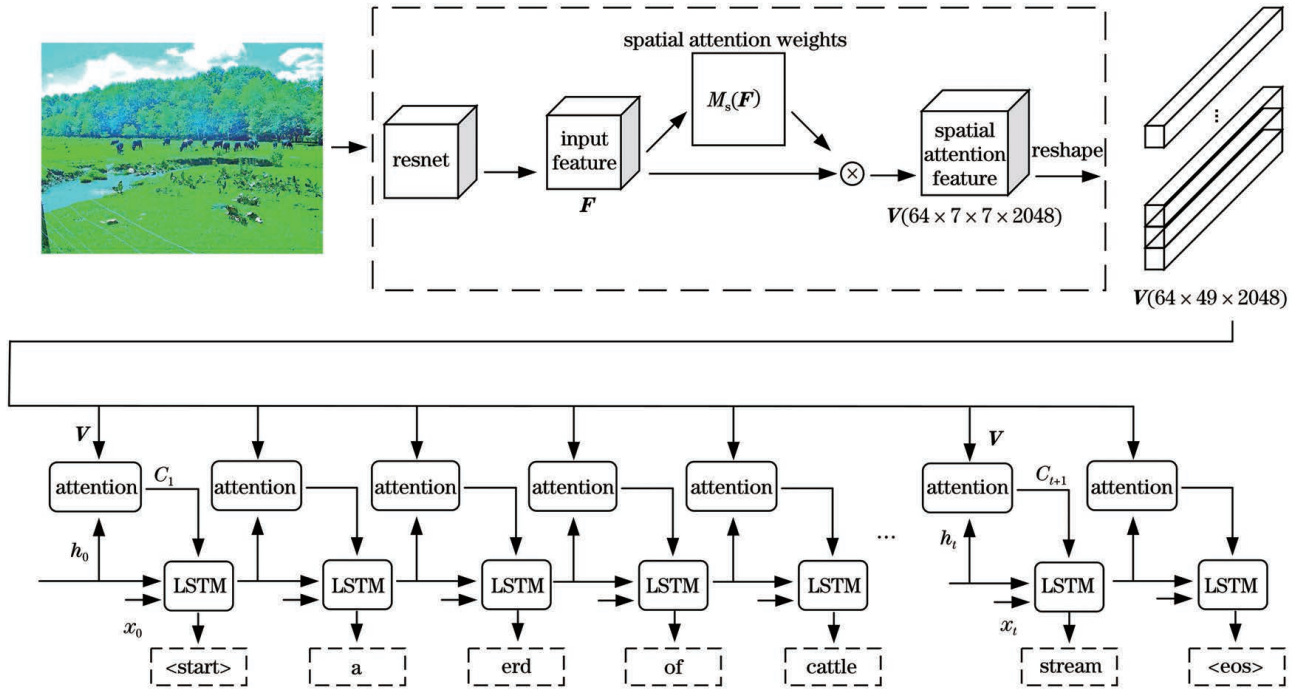 spatial attention weights
resnet
input
feature
F
Mₛ(F)
⊗
spatial
attention
feature
V(64 × 7 × 7 × 2048)
reshape
...
V(64 × 49 × 2048)
V
V
attention
C₁
attention
attention
attention
attention
attention
Cₜ₊₁
attention
...
h₀
hₜ
LSTM
LSTM
LSTM
LSTM
LSTM
LSTM
LSTM
x₀
xₜ
<start>
a
erd
of
cattle
stream
<eos>